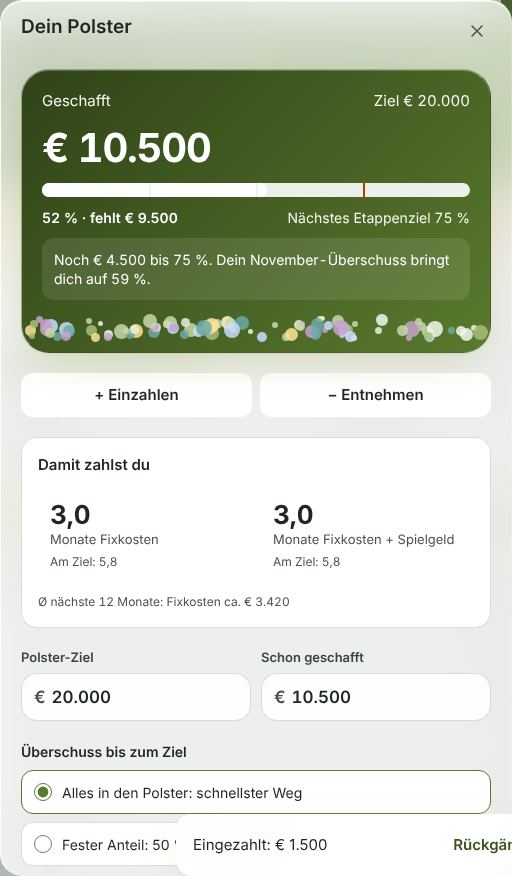 Dein Polster
Geschafft
Ziel € 20.000
€ 10.500
52 % · fehlt € 9.500
Nächstes Etappenziel 75 %
Noch € 4.500 bis 75 %. Dein November-Überschuss bringt
dich auf 59 %.
+ Einzahlen
− Entnehmen
Damit zahlst du
3,0
Monate Fixkosten
Am Ziel: 5,8
3,0
Monate Fixkosten + Spielgeld
Am Ziel: 5,8
Ø nächste 12 Monate: Fixkosten ca. € 3.420
Polster-Ziel
Schon geschafft
€ 20.000
€ 10.500
Überschuss bis zum Ziel
Alles in den Polster: schnellster Weg
Fester Anteil: 50
Eingezahlt: € 1.500